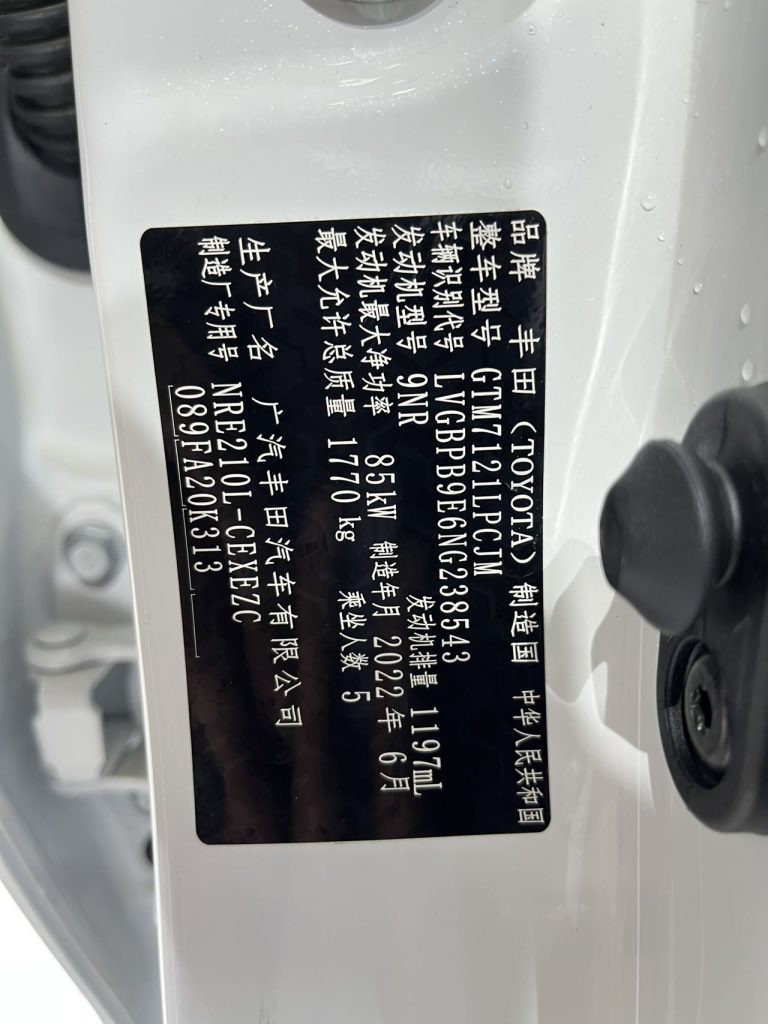 品牌 丰田（TOYOTA） 制造国 中华人民共和国
整车型号 GTM7121LPCJM
车辆识别代号 LVGBPB9E6NG238543
发动机型号 9NR 发动机排量 1197mL
发动机最大净功率 85kW 制造年月 2022年6月
最大允许总质量 1770 kg 乘坐人数 5
生产厂名 广汽丰田汽车有限公司
制造厂专用号 NRE210L-CEXEZC
089FA20K313